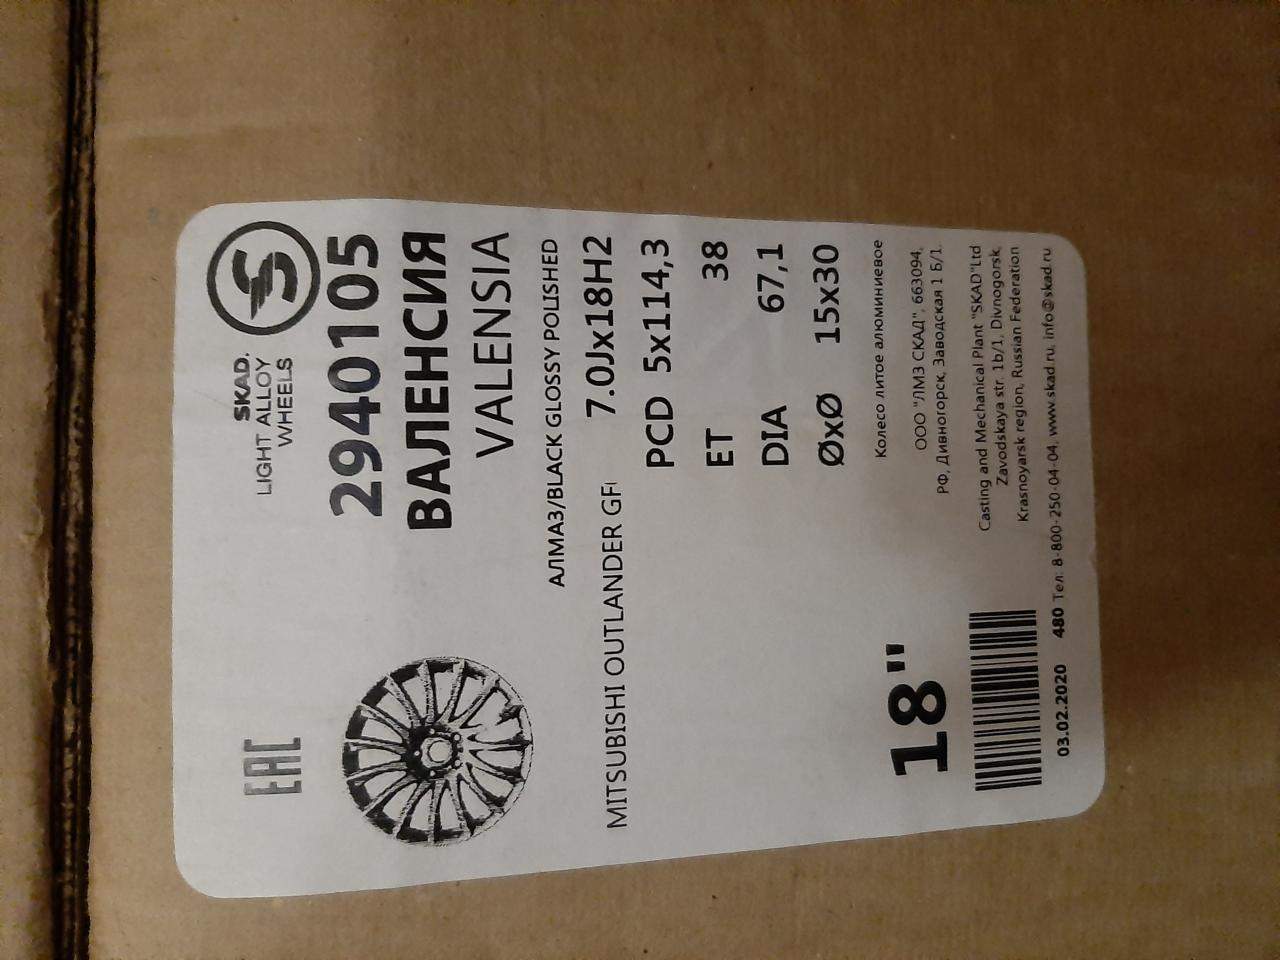 EAC
SKAD.
LIGHT ALLOY
WHEELS
2940105
ВАЛЕНСИЯ
VALENSIA
АЛМАЗ/BLACK GLOSSY POLISHED
MITSUBISHI OUTLANDER GF
7.0Jx18H2
PCD 5x114,3
ET 38
DIA 67,1
ØxØ 15x30
18"
Колесо литое алюминиевое
ООО "ЛМЗ СКАД", 663094,
РФ, Дивногорск, Заводская 1 Б/1.
Casting and Mechanical Plant "SKAD"Ltd
Zavodskaya str. 1b/1, Divnogorsk,
Krasnoyarsk region, Russian Federation
03.02.2020 480 Тел: 8-800-250-04-04, www.skad.ru, info@skad.ru